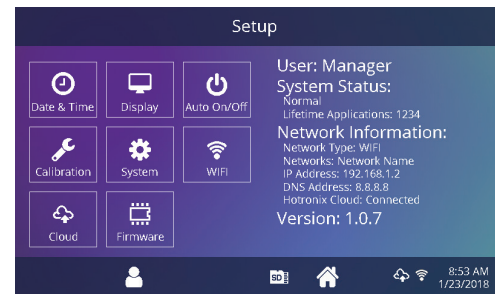 Setup
Date & Time
Display
Auto On/Off
Calibration
System
WIFI
Cloud
Firmware
User: Manager
System Status:
Normal
Lifetime Applications: 1234
Network Information:
Network Type: WIFI
Networks: Network Name
IP Address: 192.168.1.2
DNS Address: 8.8.8.8
Hotronix Cloud: Connected
Version: 1.0.7
SD
8:53 AM
1/23/2018